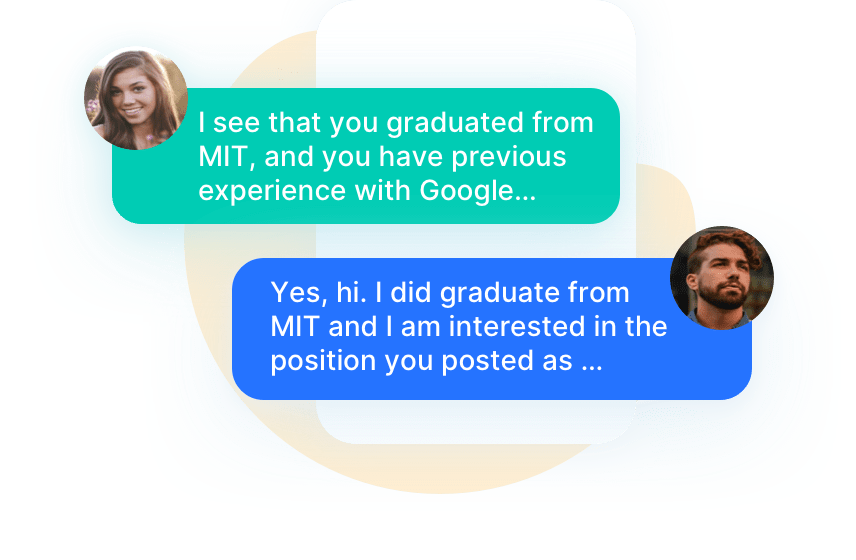 I see that you graduated from
MIT, and you have previous
experience with Google...
Yes, hi. I did graduate from
MIT and I am interested in the
position you posted as ...